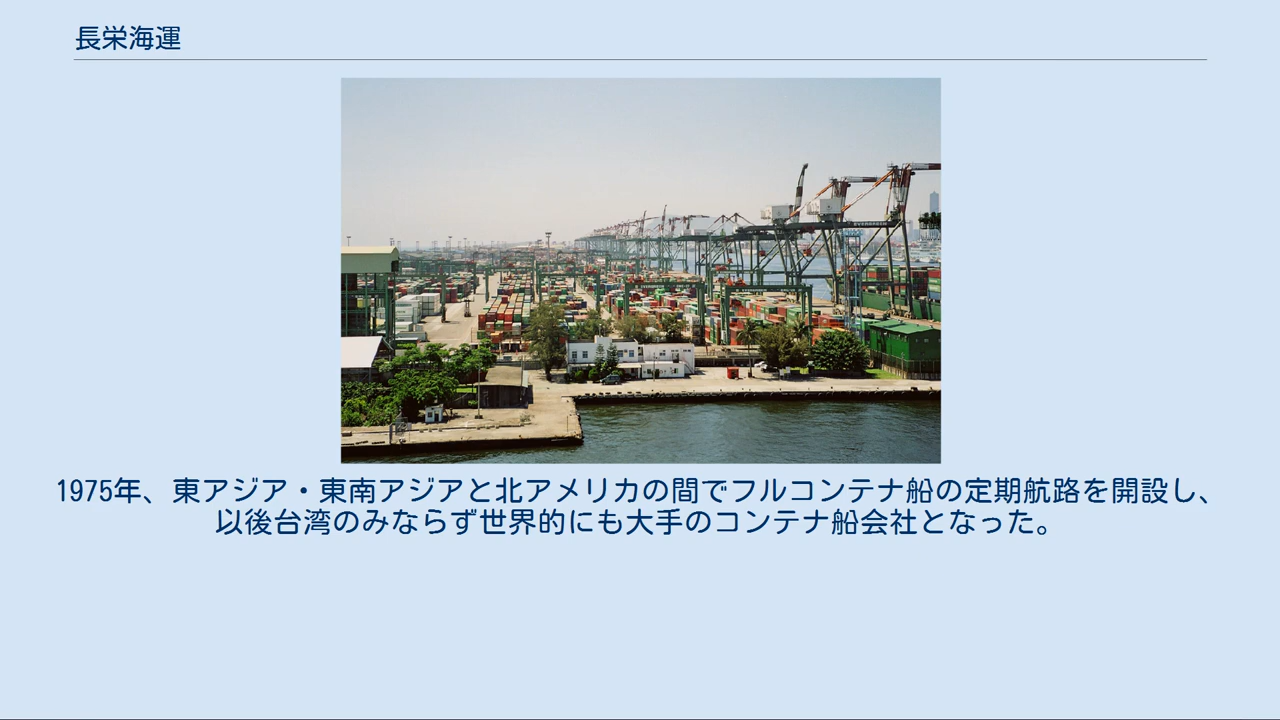 長栄海運
EVERGREEN
1975年、東アジア・東南アジアと北アメリカの間でフルコンテナ船の定期航路を開設し、
以後台湾のみならず世界的にも大手のコンテナ船会社となった。